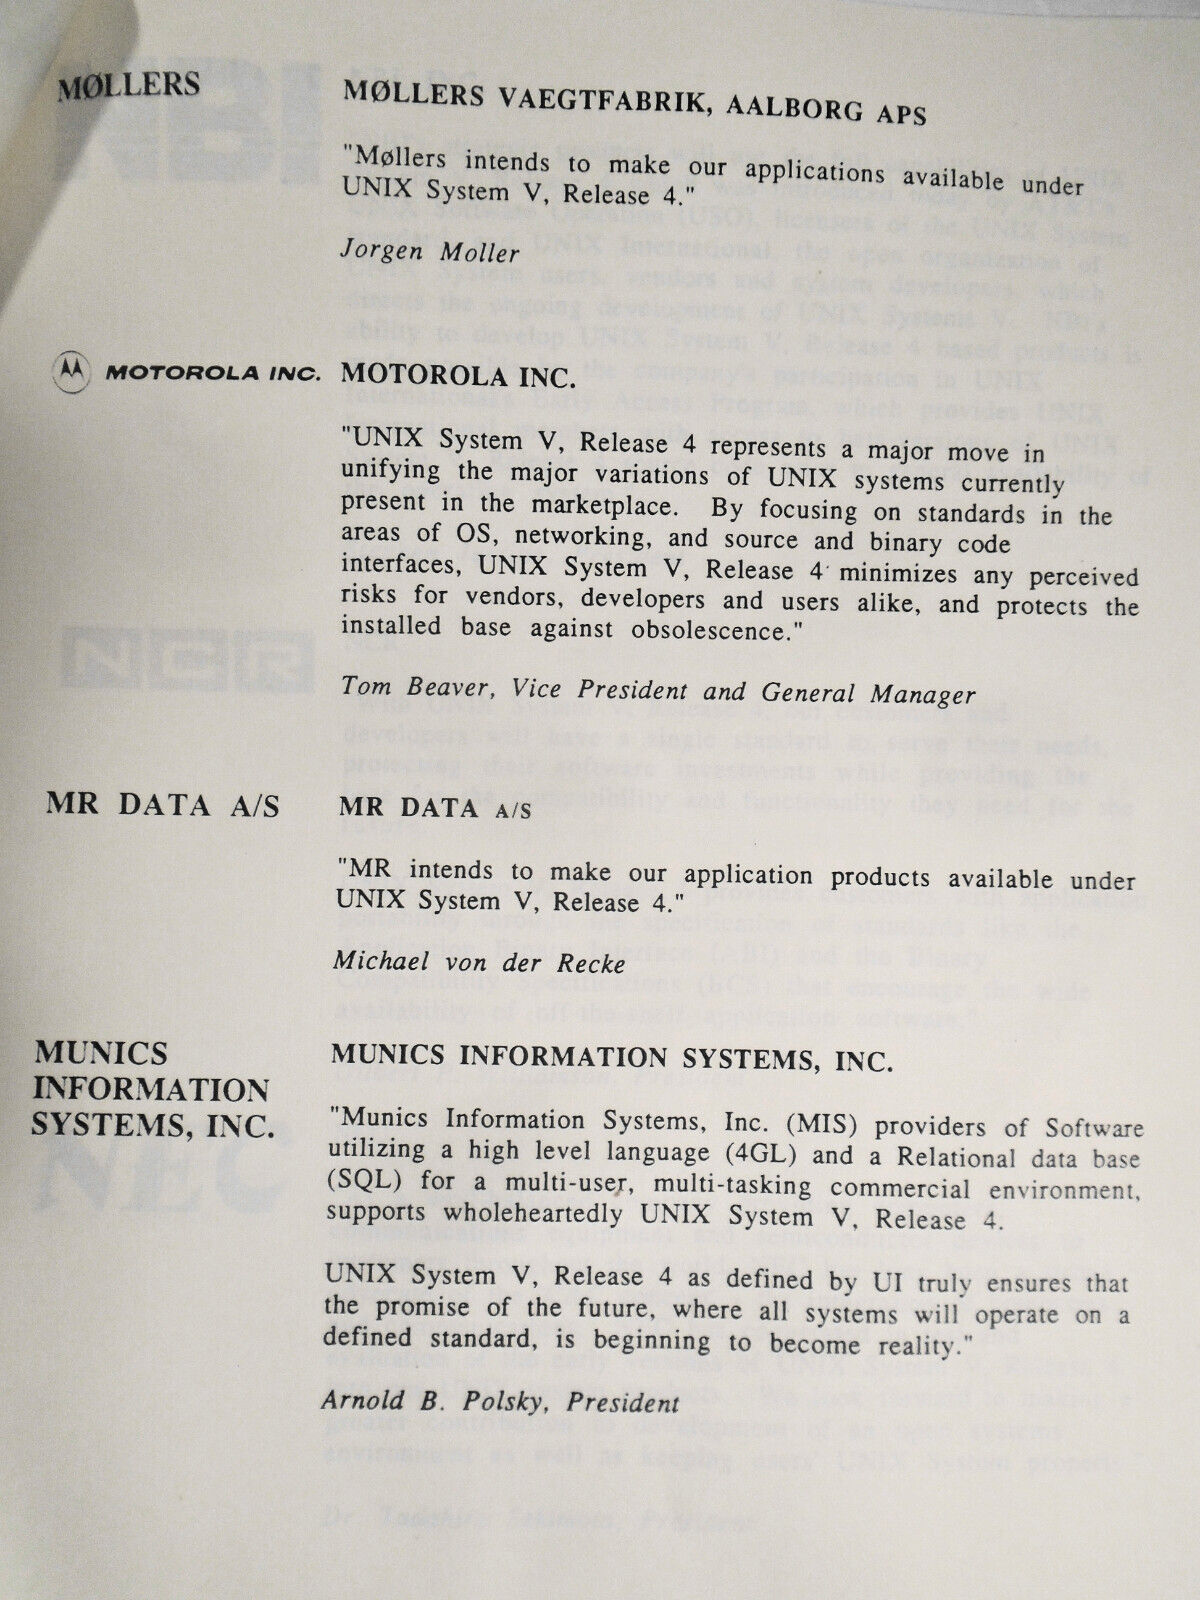 MØLLERS
MØLLERS VAEGTFABRIK, AALBORG APS
"Møllers intends to make our applications available under
UNIX System V, Release 4."
Jorgen Moller
MOTOROLA INC.
MOTOROLA INC.
"UNIX System V, Release 4 represents a major move in
unifying the major variations of UNIX systems currently
present in the marketplace. By focusing on standards in the
areas of OS, networking, and source and binary code
interfaces, UNIX System V, Release 4 minimizes any perceived
risks for vendors, developers and users alike, and protects the
installed base against obsolescence."
Tom Beaver, Vice President and General Manager
MR DATA A/S
MR DATA A/S
"MR intends to make our application products available under
UNIX System V, Release 4."
Michael von der Recke
MUNICS
INFORMATION
SYSTEMS, INC.
MUNICS INFORMATION SYSTEMS, INC.
"Munics Information Systems, Inc. (MIS) providers of Software
utilizing a high level language (4GL) and a Relational data base
(SQL) for a multi-user, multi-tasking commercial environment,
supports wholeheartedly UNIX System V, Release 4.
UNIX System V, Release 4 as defined by UI truly ensures that
the promise of the future, where all systems will operate on a
defined standard, is beginning to become reality."
Arnold B. Polsky, President